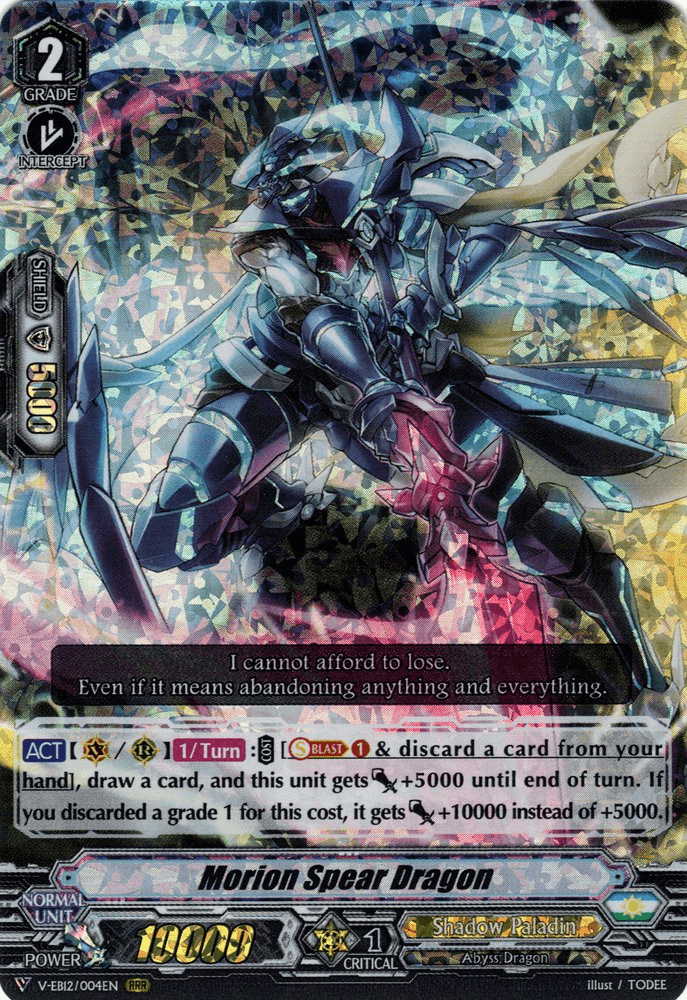 2
GRADE
INTERCEPT
SHIELD
5000
I cannot afford to lose.
Even if it means abandoning anything and everything.
ACT【 V / R 】1/Turn : COST [S BLAST 1 & discard a card from your
hand], draw a card, and this unit gets +5000 until end of turn. If
you discarded a grade 1 for this cost, it gets +10000 instead of +5000.
Morion Spear Dragon
NORMAL
UNIT
POWER
10000
1
CRITICAL
Shadow Paladin
Abyss Dragon
V-EB12/004EN RRR
illust / TODEE